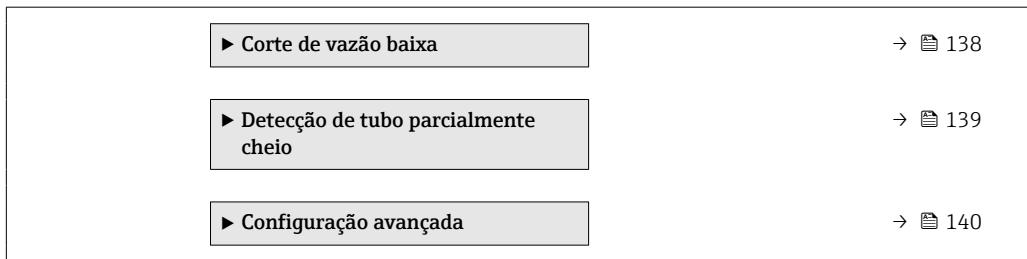 ▶ Corte de vazão baixa → 138
▶ Detecção de tubo parcialmente → 139
cheio
▶ Configuração avançada → 140